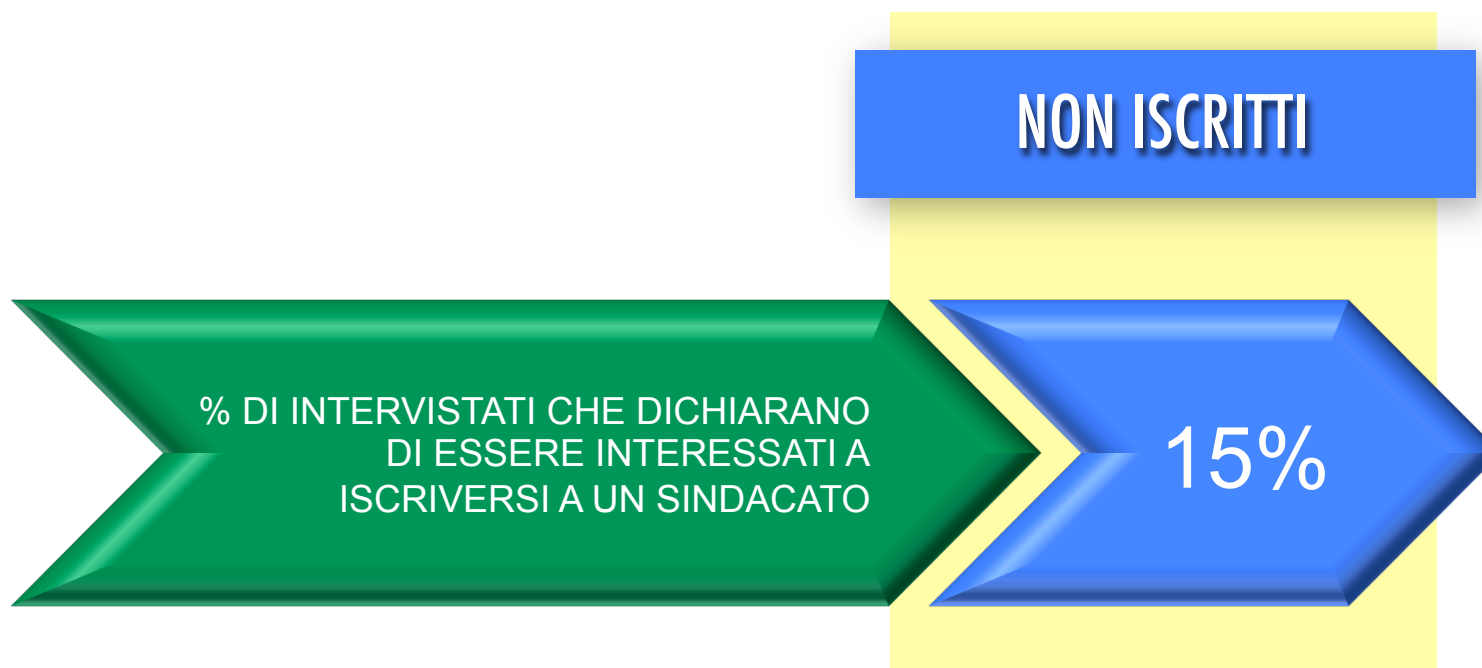 NON ISCRITTI
% DI INTERVISTATI CHE DICHIARANO
DI ESSERE INTERESSATI A
ISCRIVERSI A UN SINDACATO
15%